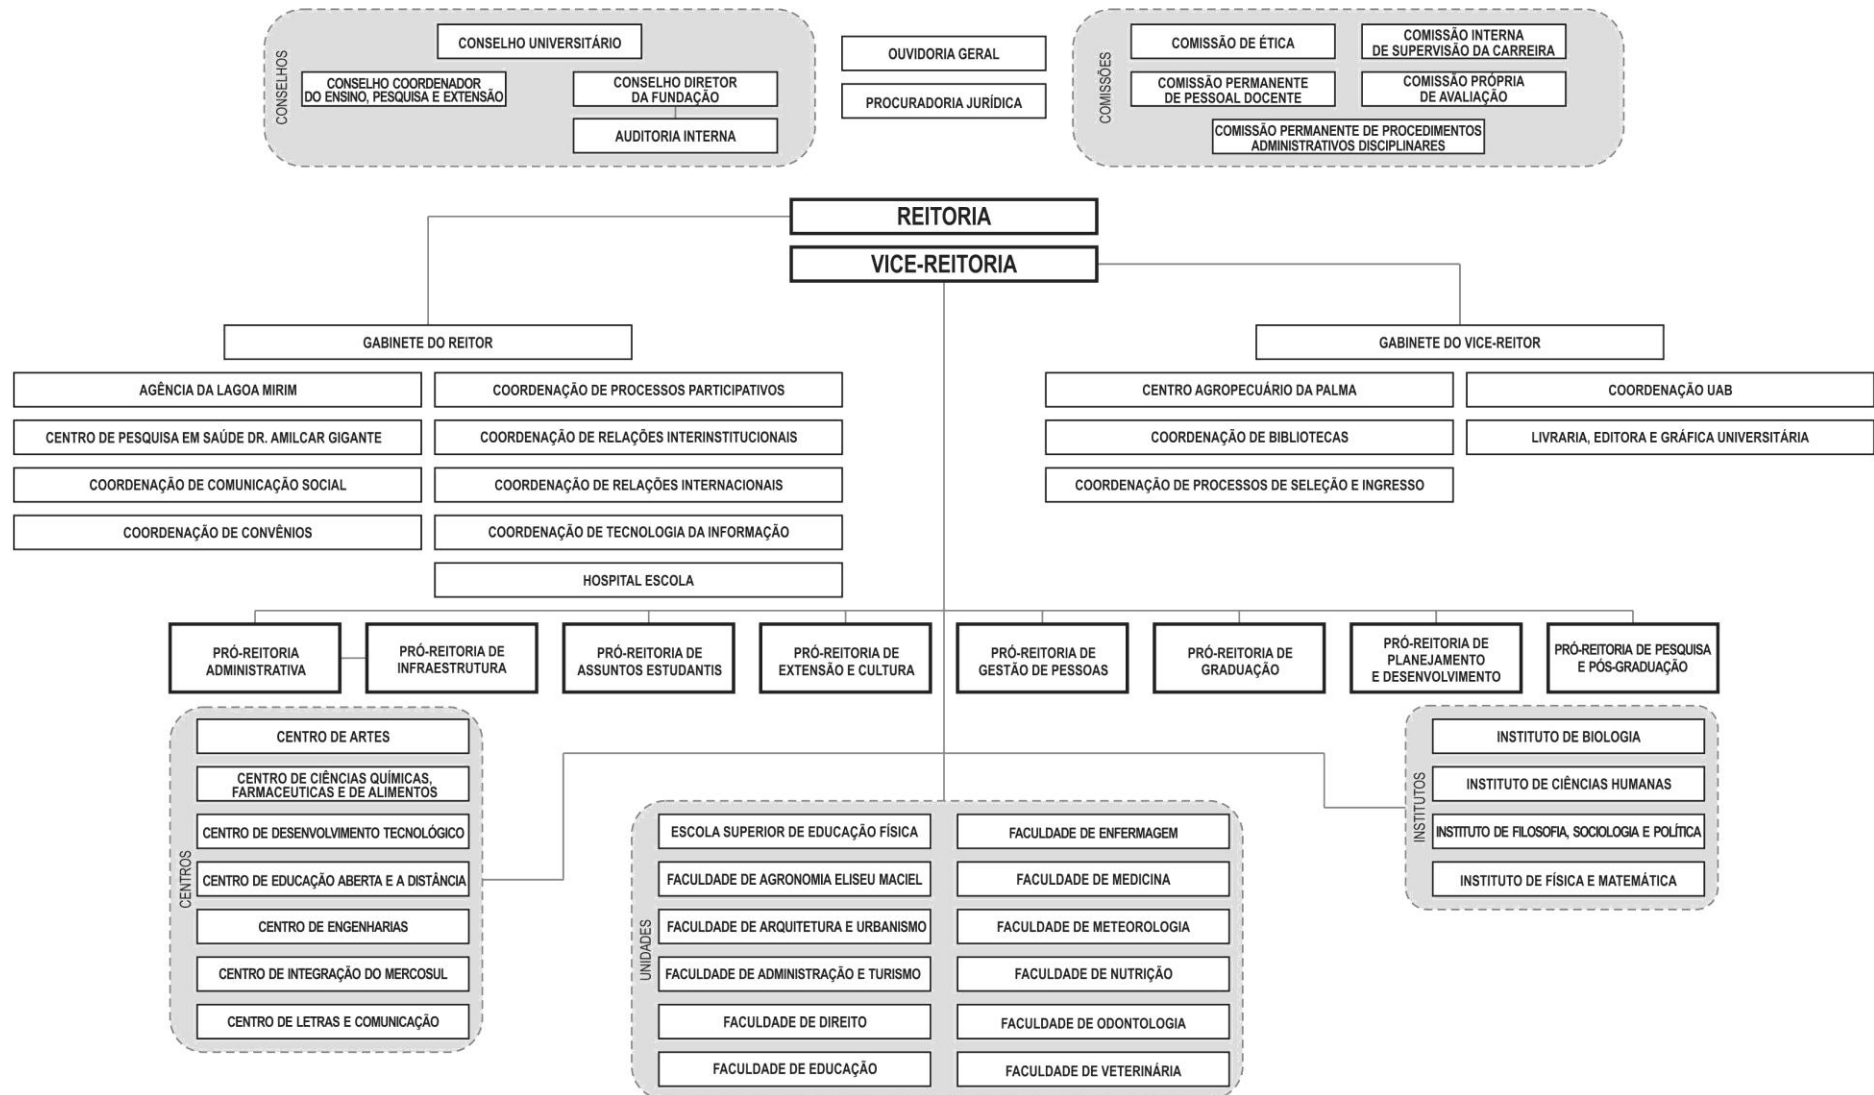 CONSELHOS
CONSELHO UNIVERSITÁRIO
CONSELHO COORDENADOR
DO ENSINO, PESQUISA E EXTENSÃO
CONSELHO DIRETOR
DA FUNDAÇÃO
AUDITORIA INTERNA
OUVIDORIA GERAL
PROCURADORIA JURÍDICA
COMISSÕES
COMISSÃO DE ÉTICA
COMISSÃO INTERNA
DE SUPERVISÃO DA CARREIRA
COMISSÃO PERMANENTE
DE PESSOAL DOCENTE
COMISSÃO PRÓPRIA
DE AVALIAÇÃO
COMISSÃO PERMANENTE DE PROCEDIMENTOS
ADMINISTRATIVOS DISCIPLINARES
REITORIA
VICE-REITORIA
GABINETE DO REITOR
AGÊNCIA DA LAGOA MIRIM
CENTRO DE PESQUISA EM SAÚDE DR. AMILCAR GIGANTE
COORDENAÇÃO DE COMUNICAÇÃO SOCIAL
COORDENAÇÃO DE CONVÊNIOS
COORDENAÇÃO DE PROCESSOS PARTICIPATIVOS
COORDENAÇÃO DE RELAÇÕES INTERINSTITUCIONAIS
COORDENAÇÃO DE RELAÇÕES INTERNACIONAIS
COORDENAÇÃO DE TECNOLOGIA DA INFORMAÇÃO
HOSPITAL ESCOLA
GABINETE DO VICE-REITOR
CENTRO AGROPECUÁRIO DA PALMA
COORDENAÇÃO DE BIBLIOTECAS
COORDENAÇÃO DE PROCESSOS DE SELEÇÃO E INGRESSO
COORDENAÇÃO UAB
LIVRARIA, EDITORA E GRÁFICA UNIVERSITÁRIA
PRÓ-REITORIA
ADMINISTRATIVA
PRÓ-REITORIA DE
INFRAESTRUTURA
PRÓ-REITORIA DE
ASSUNTOS ESTUDANTIS
PRÓ-REITORIA DE
EXTENSÃO E CULTURA
PRÓ-REITORIA DE
GESTÃO DE PESSOAS
PRÓ-REITORIA DE
GRADUAÇÃO
PRÓ-REITORIA DE
PLANEJAMENTO
E DESENVOLVIMENTO
PRÓ-REITORIA DE PESQUISA
E PÓS-GRADUAÇÃO
CENTROS
CENTRO DE ARTES
CENTRO DE CIÊNCIAS QUÍMICAS,
FARMACEUTICAS E DE ALIMENTOS
CENTRO DE DESENVOLVIMENTO TECNOLÓGICO
CENTRO DE EDUCAÇÃO ABERTA E A DISTÂNCIA
CENTRO DE ENGENHARIAS
CENTRO DE INTEGRAÇÃO DO MERCOSUL
CENTRO DE LETRAS E COMUNICAÇÃO
UNIDADES
ESCOLA SUPERIOR DE EDUCAÇÃO FÍSICA
FACULDADE DE AGRONOMIA ELISEU MACIEL
FACULDADE DE ARQUITETURA E URBANISMO
FACULDADE DE ADMINISTRAÇÃO E TURISMO
FACULDADE DE DIREITO
FACULDADE DE EDUCAÇÃO
FACULDADE DE ENFERMAGEM
FACULDADE DE MEDICINA
FACULDADE DE METEOROLOGIA
FACULDADE DE NUTRIÇÃO
FACULDADE DE ODONTOLOGIA
FACULDADE DE VETERINÁRIA
INSTITUTOS
INSTITUTO DE BIOLOGIA
INSTITUTO DE CIÊNCIAS HUMANAS
INSTITUTO DE FILOSOFIA, SOCIOLOGIA E POLÍTICA
INSTITUTO DE FÍSICA E MATEMÁTICA